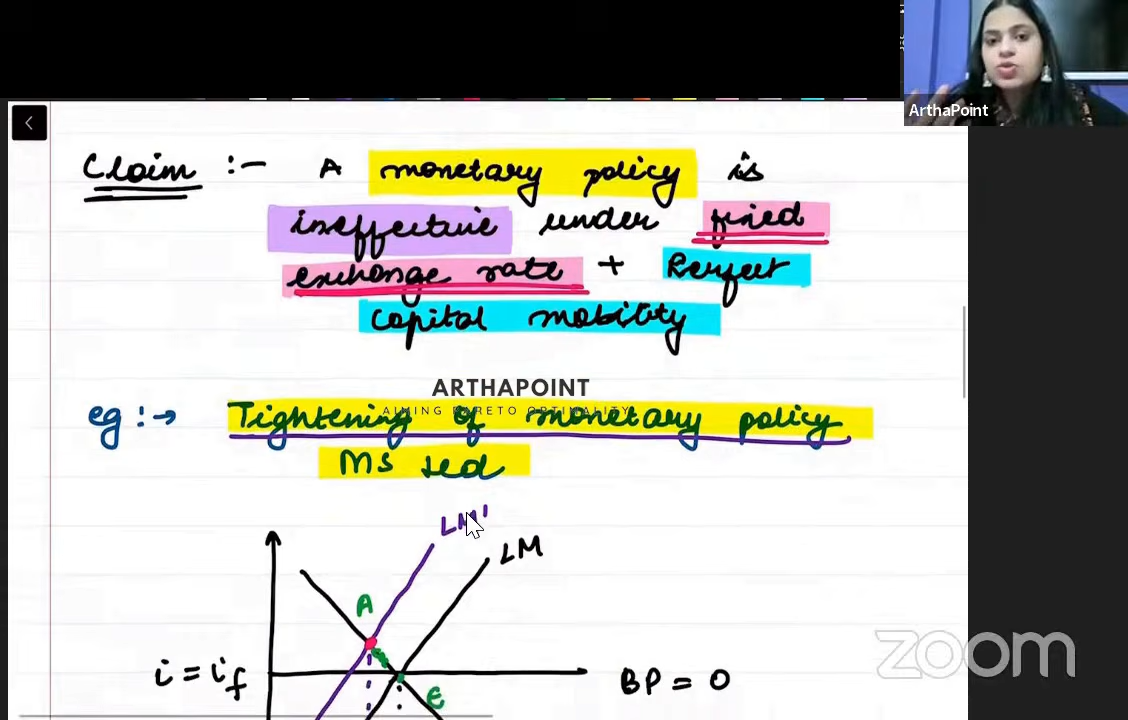 ArthaPoint
Claim :- A monetary policy is
ineffective under fixed
exchange rate + Perfect
capital mobility
ARTHAPOINT
AIMING PARETO OPTIMALITY
eg :→ Tightening of monetary policy
MS ↓ed
LM'
LM
A
i = if
E
BP = 0
zoom